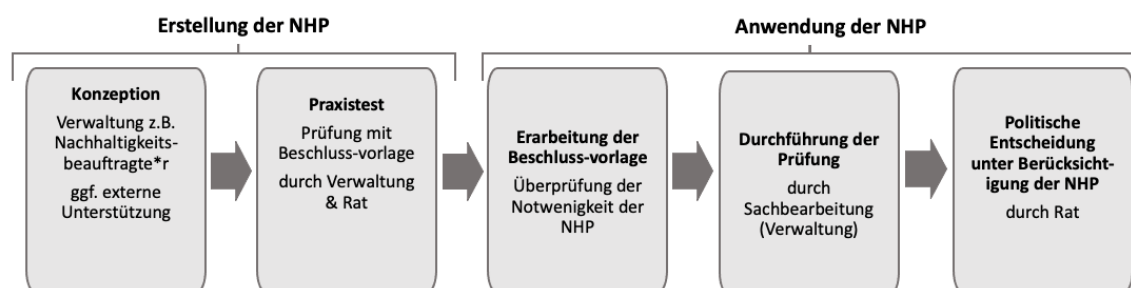 Erstellung der NHP
Anwendung der NHP
Konzeption
Verwaltung z.B.
Nachhaltigkeits-
beauftragte*r
ggf. externe
Unterstützung
Praxistest
Prüfung mit
Beschluss-vorlage
durch Verwaltung
& Rat
Erarbeitung der
Beschluss-vorlage
Überprüfung der
Notwenigkeit der
NHP
Durchführung der
Prüfung
durch
Sachbearbeitung
(Verwaltung)
Politische
Entscheidung
unter Berücksicht-
igung der NHP
durch Rat